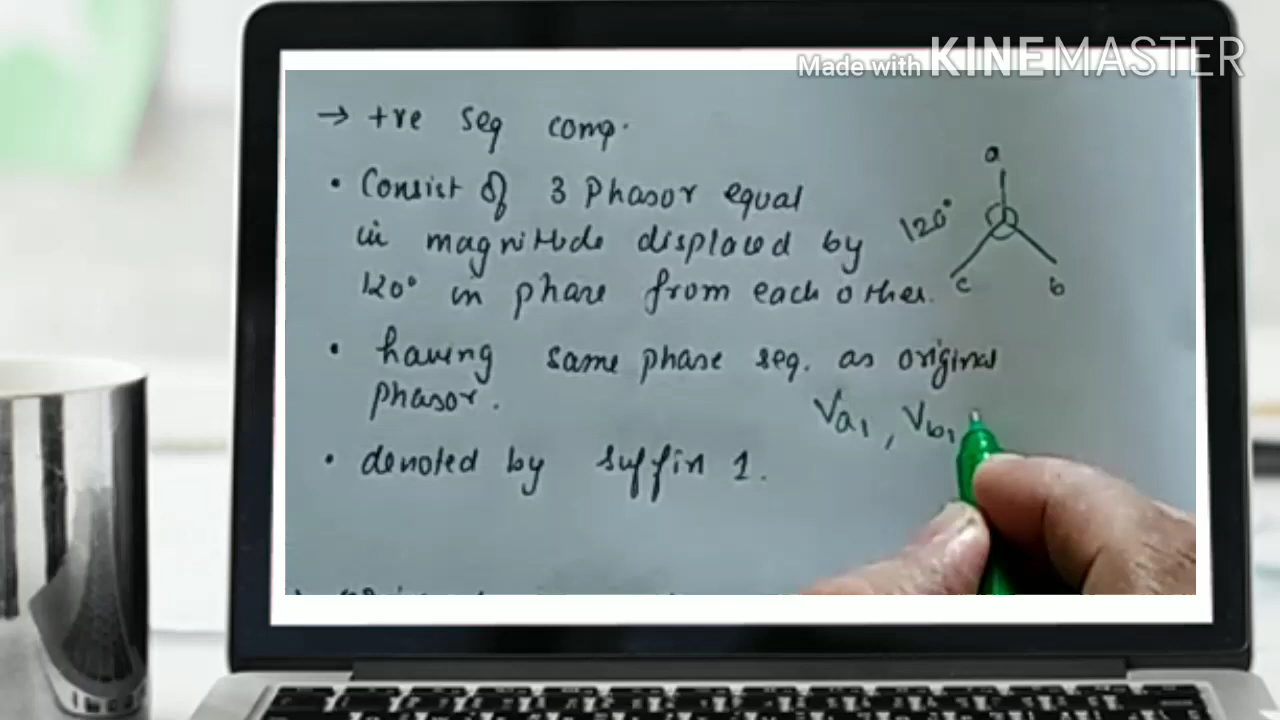 Made with KINEMASTER
→ +ve seq comp.
• Consist of 3 Phasor equal
in magnitude displaced by
120° in phase from each other.
a
120°
c
b
• having same phase seq. as original
phasor.
Va1, Vb1
• denoted by suffix 1.